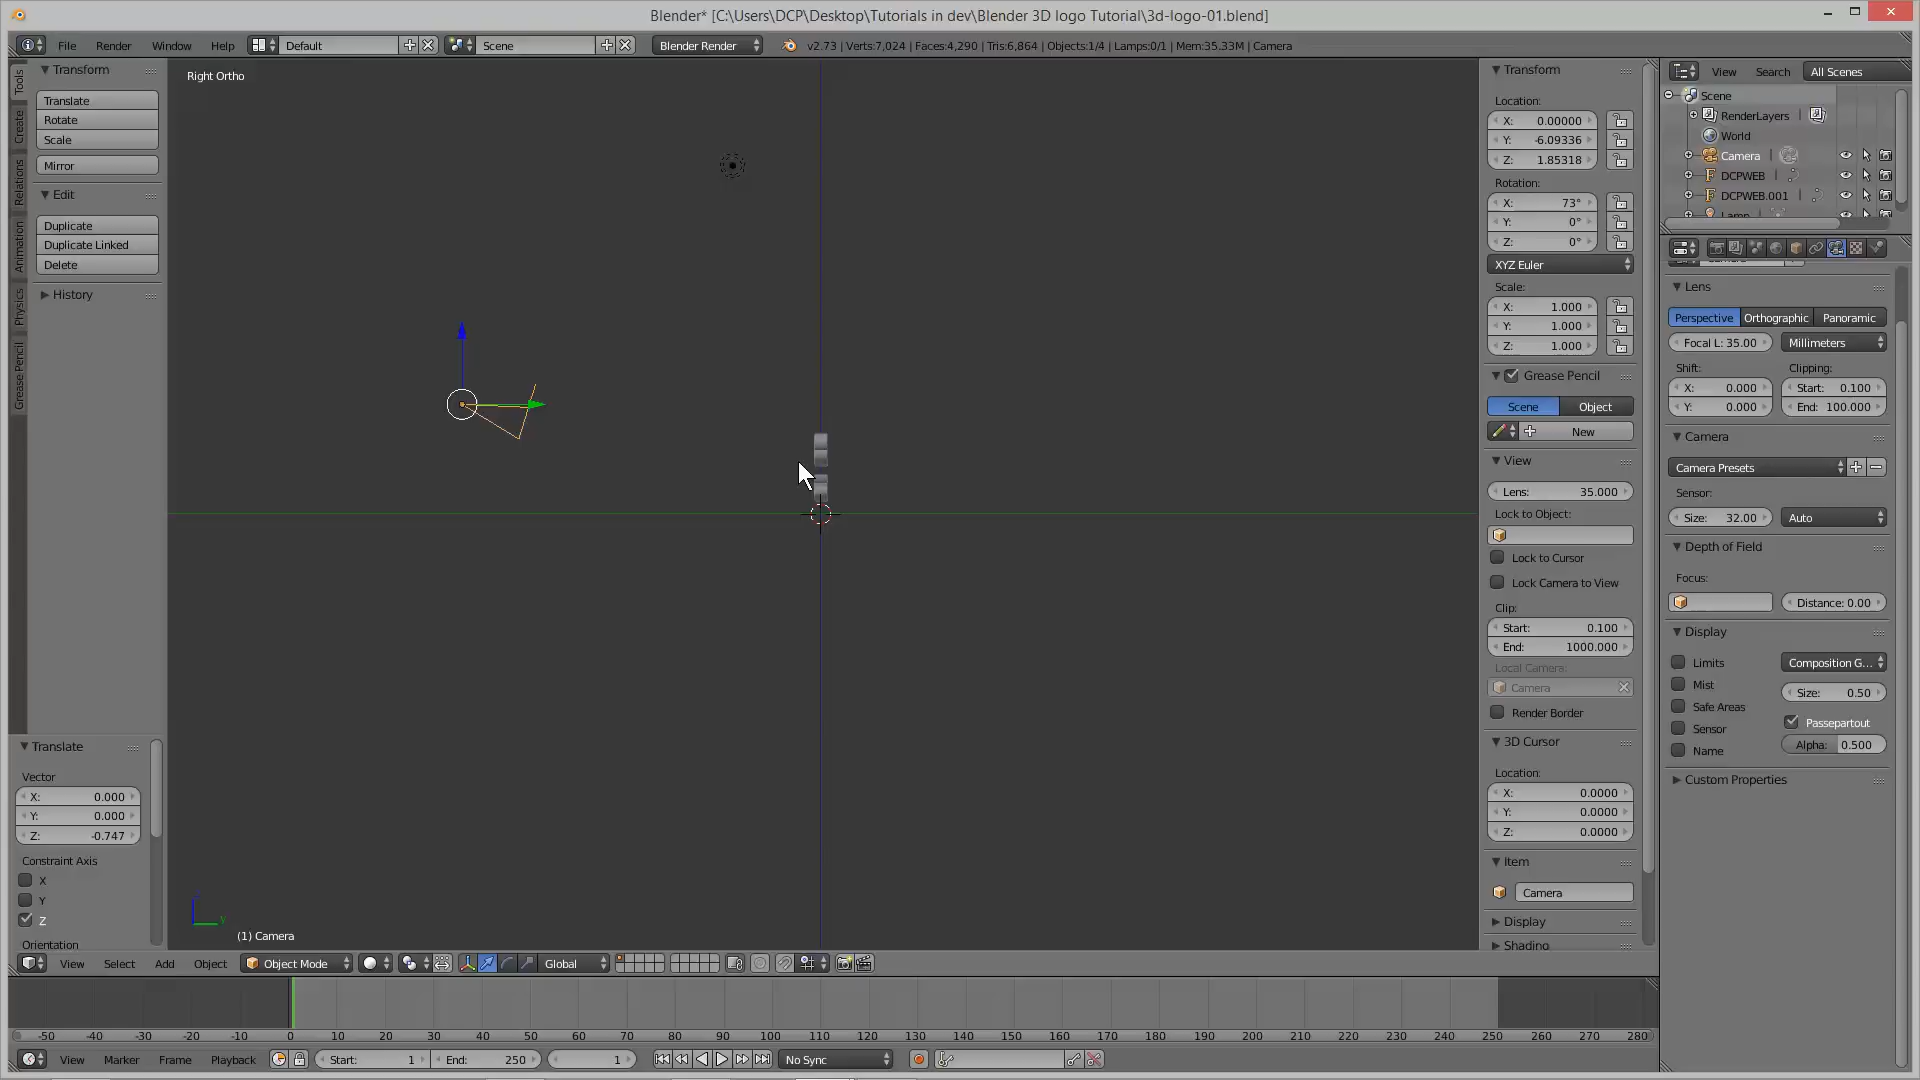 Blender* [C:\Users\DCP\Desktop\Tutorials in dev\Blender 3D logo Tutorial\3d-logo-01.blend]
File Render Window Help Default Scene Blender Render v2.73 | Verts:7,024 | Faces:4,290 | Tris:6,864 | Objects:1/4 | Lamps:0/1 | Mem:35.33M | Camera
Tools
Create
Relations
Animation
Physics
Grease Pencil
Transform
Translate
Rotate
Scale
Mirror
Edit
Duplicate
Duplicate Linked
Delete
History
Translate
Vector
X: 0.000
Y: 0.000
Z: -0.747
Constraint Axis
X
Y
Z
Orientation
Right Ortho
y
(1) Camera
Transform
Location:
X: 0.00000
Y: -6.09336
Z: 1.85318
Rotation:
X: 73°
Y: 0°
Z: 0°
XYZ Euler
Scale:
X: 1.000
Y: 1.000
Z: 1.000
Grease Pencil
Scene Object
New
View
Lens: 35.000
Lock to Object:
Lock to Cursor
Lock Camera to View
Clip:
Start: 0.100
End: 1000.000
Local Camera:
Camera
Render Border
3D Cursor
Location:
X: 0.0000
Y: 0.0000
Z: 0.0000
Item
Camera
Display
Shading
View Search All Scenes
Scene
RenderLayers
World
Camera
DCPWEB
DCPWEB.001
Lamp
Lens
Perspective Orthographic Panoramic
Focal L: 35.00 Millimeters
Shift: Clipping:
X: 0.000 Start: 0.100
Y: 0.000 End: 100.000
Camera
Camera Presets
Sensor:
Size: 32.00 Auto
Depth of Field
Focus:
Distance: 0.00
Display
Limits Composition G...
Mist Size: 0.50
Safe Areas Passepartout
Sensor Alpha: 0.500
Name
Custom Properties
View Select Add Object Object Mode Global
-50 -40 -30 -20 -10 0 10 20 30 40 50 60 70 80 90 100 110 120 130 140 150 160 170 180 190 200 210 220 230 240 250 260 270 280
View Marker Frame Playback Start: 1 End: 250 1 No Sync